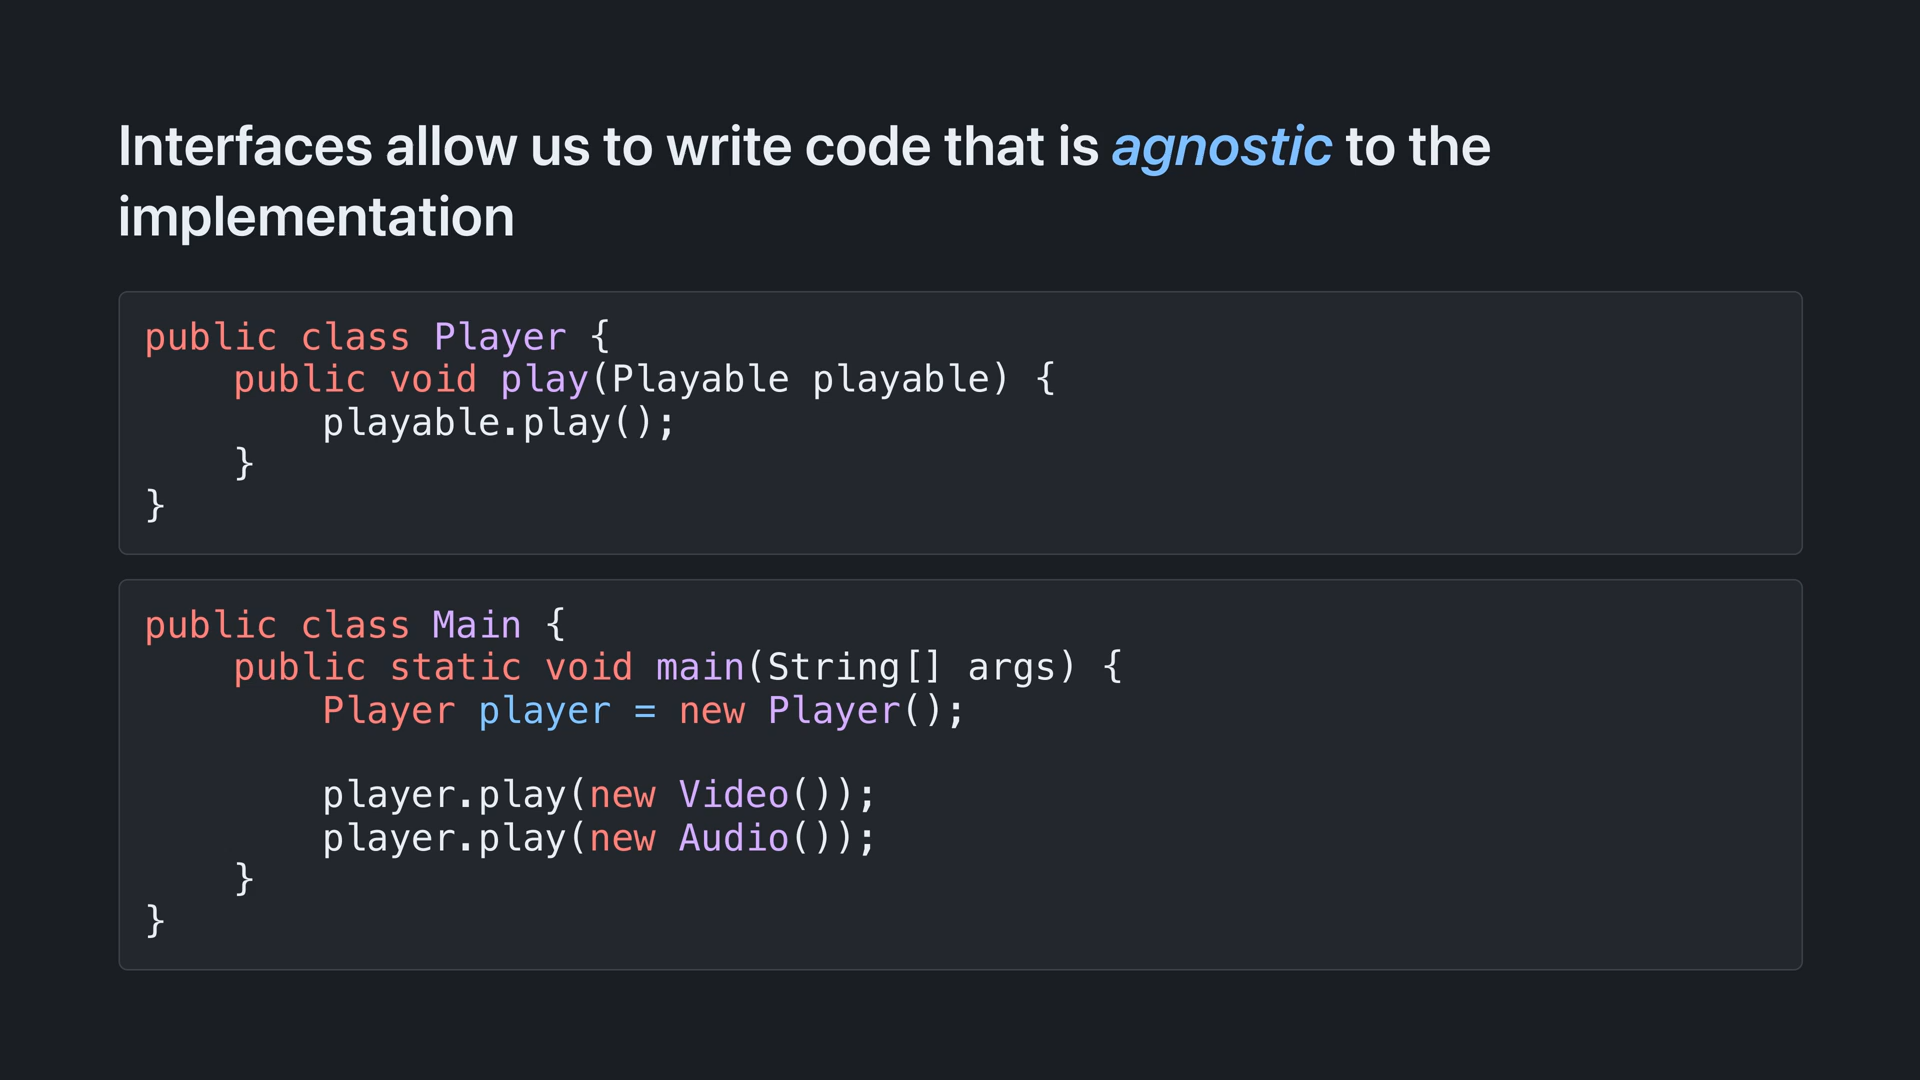 Interfaces allow us to write code that is agnostic to the
implementation
public class Player {
    public void play(Playable playable) {
        playable.play();
    }
}
public class Main {
    public static void main(String[] args) {
        Player player = new Player();

        player.play(new Video());
        player.play(new Audio());
    }
}